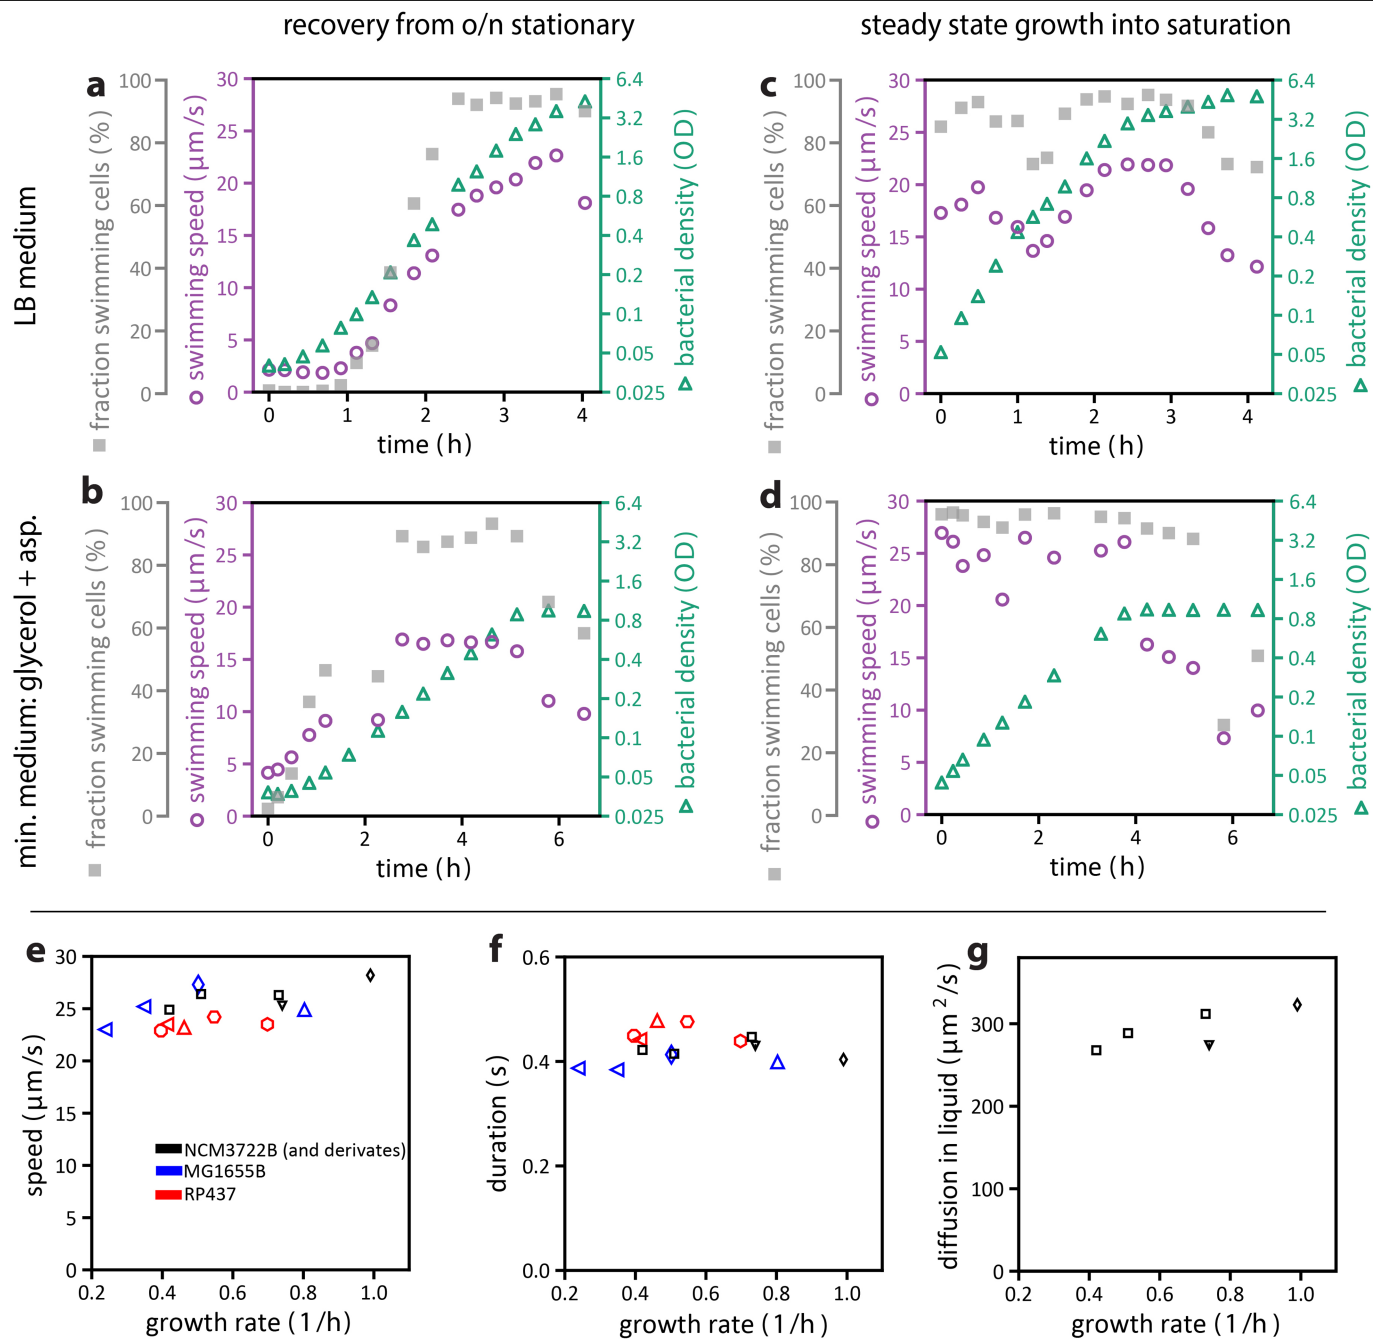 recovery from o/n stationary
steady state growth into saturation
LB medium
a
fraction swimming cells (%)
100
80
60
40
20
0
swimming speed (µm/s)
30
25
20
15
10
5
0
6.4
3.2
1.6
0.8
0.4
0.2
0.1
0.05
0.025
bacterial density (OD)
0 1 2 3 4
time (h)
c
fraction swimming cells (%)
100
80
60
40
20
0
swimming speed (µm/s)
30
25
20
15
10
5
0
6.4
3.2
1.6
0.8
0.4
0.2
0.1
0.05
0.025
bacterial density (OD)
0 1 2 3 4
time (h)
min. medium: glycerol + asp.
b
fraction swimming cells (%)
100
80
60
40
20
0
swimming speed (µm/s)
30
25
20
15
10
5
0
6.4
3.2
1.6
0.8
0.4
0.2
0.1
0.05
0.025
bacterial density (OD)
0 2 4 6
time (h)
d
fraction swimming cells (%)
100
80
60
40
20
0
swimming speed (µm/s)
30
25
20
15
10
5
0
6.4
3.2
1.6
0.8
0.4
0.2
0.1
0.05
0.025
bacterial density (OD)
0 2 4 6
time (h)
e
speed (µm/s)
30
25
20
15
10
5
0
NCM3722B (and derivates)
MG1655B
RP437
0.2 0.4 0.6 0.8 1.0
growth rate (1/h)
f
duration (s)
0.6
0.4
0.2
0.0
0.2 0.4 0.6 0.8 1.0
growth rate (1/h)
g
diffusion in liquid (µm²/s)
300
200
100
0
0.2 0.4 0.6 0.8 1.0
growth rate (1/h)